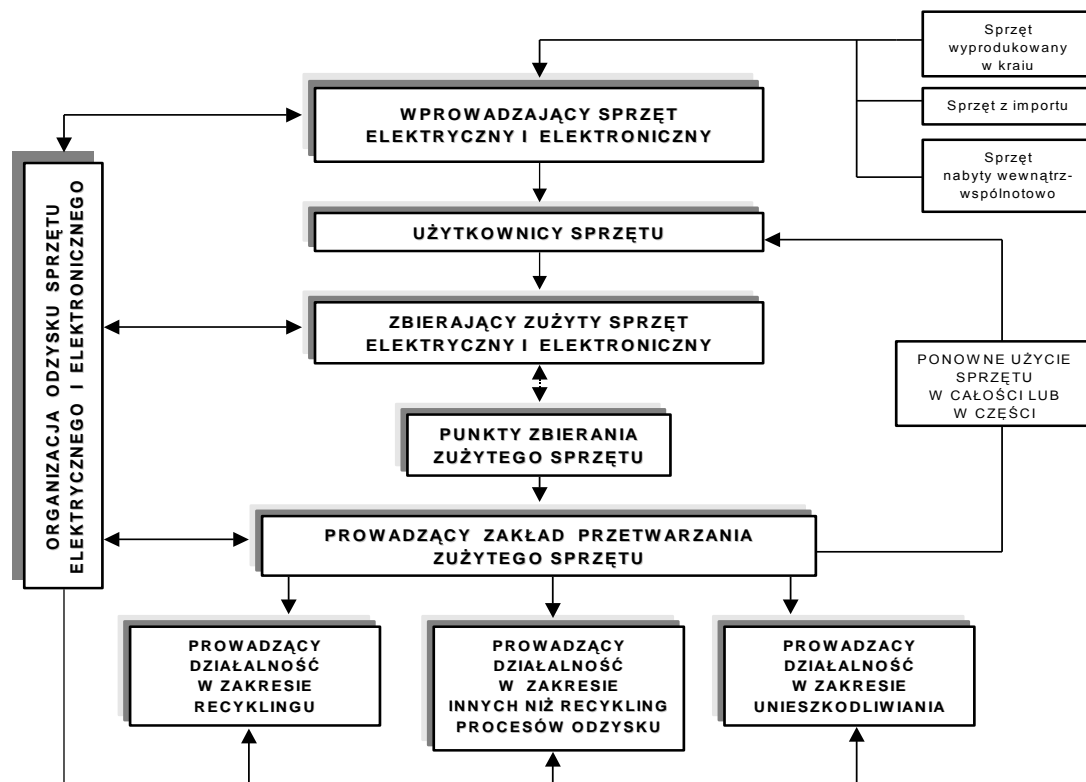 Sprzęt
wyprodukowany
w kraiu
Sprzęt z importu
Sprzęt
nabyty wewnątrz-
wspólnotowo
WPROWADZAJĄCY SPRZĘT
ELEKTRYCZNY I ELEKTRONICZNY
UŻYTKOWNICY SPRZĘTU
ZBIERAJĄCY ZUŻYTY SPRZĘT
ELEKTRYCZNY I ELEKTRONICZNY
PONOWNE UŻYCIE
SPRZĘTU
W CAŁOŚCI LUB
W CZĘŚCI
PUNKTY ZBIERANIA
ZUŻYTEGO SPRZĘTU
ORGANIZACJA ODZYSKU SPRZĘTU
ELEKTRYCZNEGO I ELEKTRONICZNEGO
PROWADZĄCY ZAKŁAD PRZETWARZANIA
ZUŻYTEGO SPRZĘTU
PROWADZĄCY
DZIAŁALNOŚĆ
W ZAKRESIE
RECYKLINGU
PROWADZĄCY
DZIAŁALNOŚĆ
W ZAKRESIE
INNYCH NIŻ RECYKLING
PROCESÓW ODZYSKU
PROWADZACY
DZIAŁALNOŚĆ
W ZAKRESIE
UNIESZKODLIWIANIA